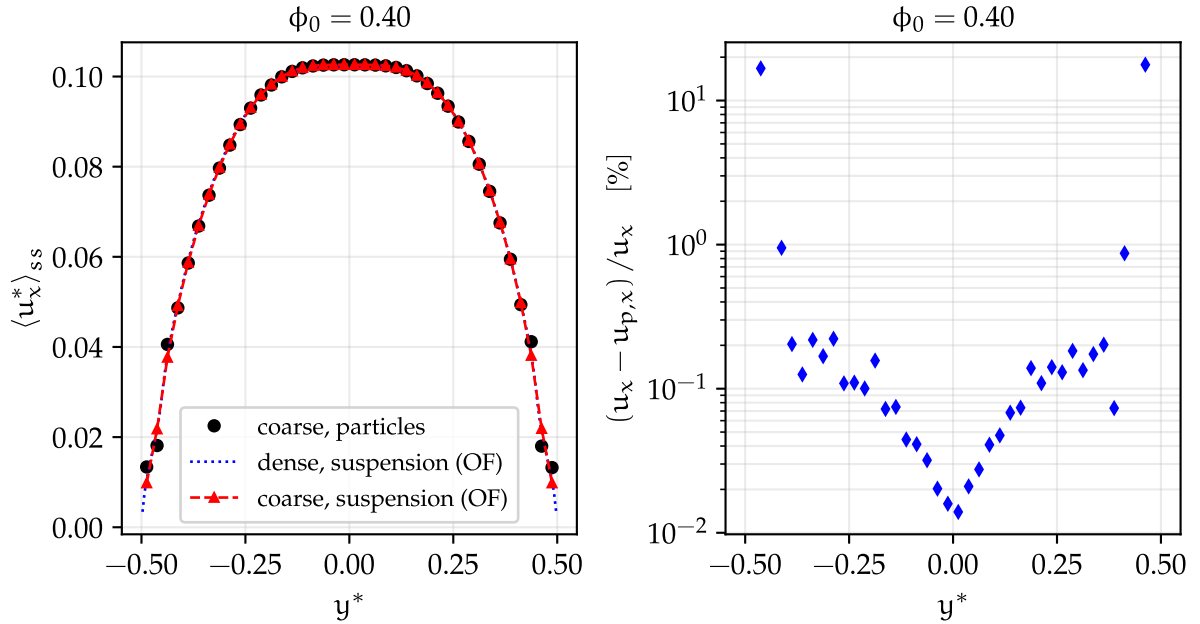 ϕ₀ = 0.40
⟨u*ₓ⟩ₛₛ
0.10
0.08
0.06
0.04
0.02
0.00
coarse, particles
dense, suspension (OF)
coarse, suspension (OF)
−0.50 −0.25 0.00 0.25 0.50
y*
ϕ₀ = 0.40
(uₓ − u_{p,x}) /uₓ [%]
10¹
10⁰
10⁻¹
10⁻²
−0.50 −0.25 0.00 0.25 0.50
y*